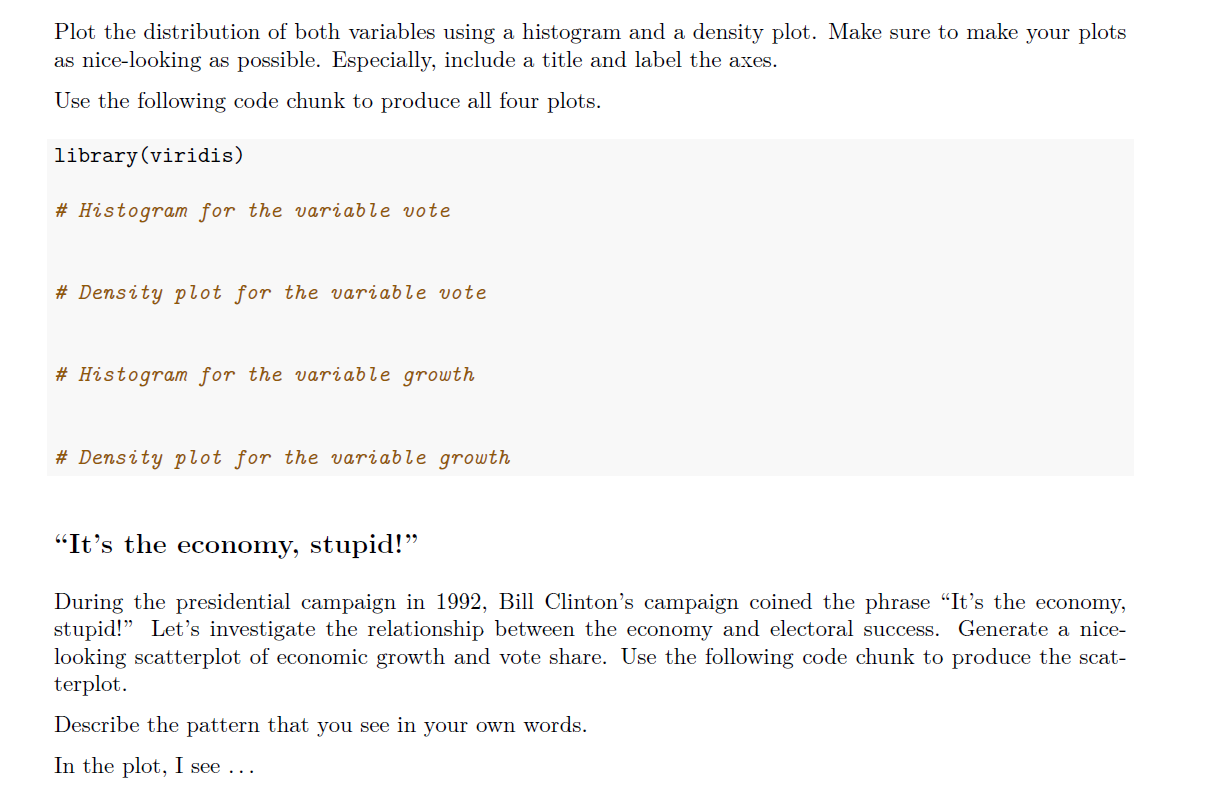 Plot the distribution of both variables using a histogram and a density plot. Make sure to make your plots
as nice-looking as possible. Especially, include a title and label the axes.
Use the following code chunk to produce all four plots.
library(viridis)
# Histogram for the variable vote
# Density plot for the variable vote
# Histogram for the variable growth
# Density plot for the variable growth
“It’s the economy, stupid!”
During the presidential campaign in 1992, Bill Clinton’s campaign coined the phrase “It’s the economy,
stupid!” Let’s investigate the relationship between the economy and electoral success. Generate a nice-
looking scatterplot of economic growth and vote share. Use the following code chunk to produce the scat-
terplot.
Describe the pattern that you see in your own words.
In the plot, I see . . .